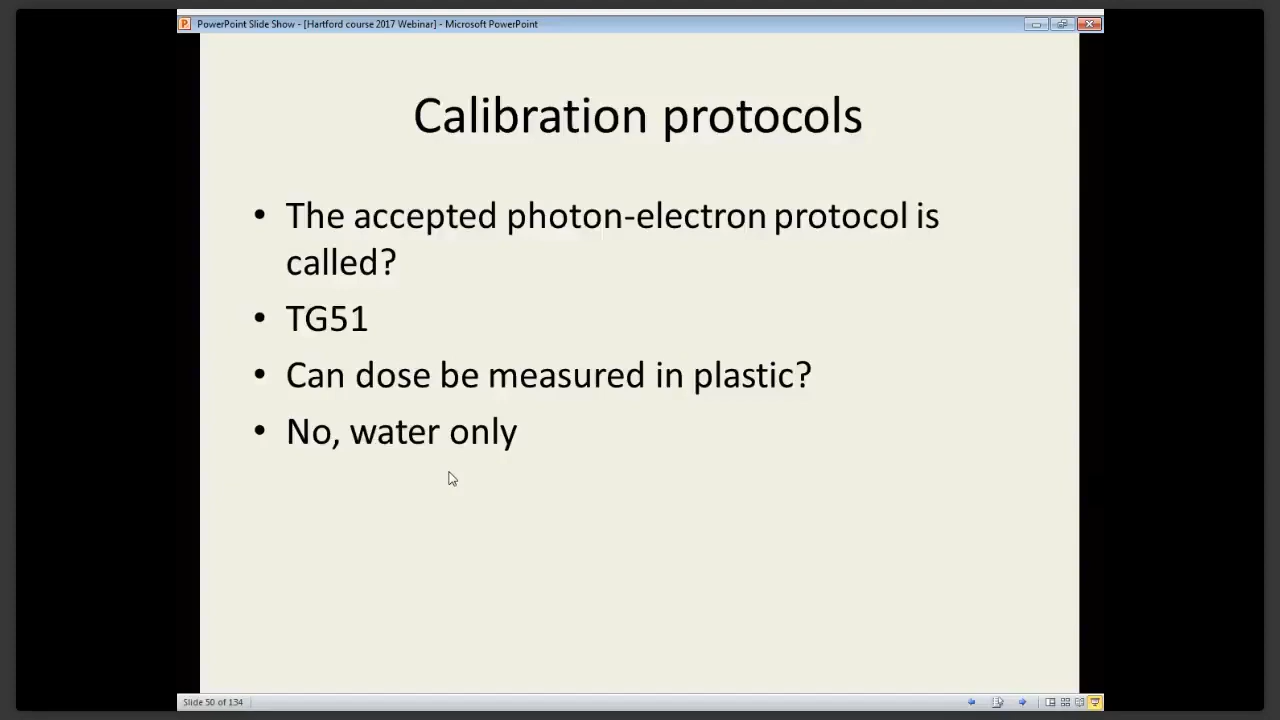 PowerPoint Slide Show - [Hartford course 2017 Webinar] - Microsoft PowerPoint
Calibration protocols
• The accepted photon-electron protocol is
called?
• TG51
• Can dose be measured in plastic?
• No, water only
Slide 50 of 134